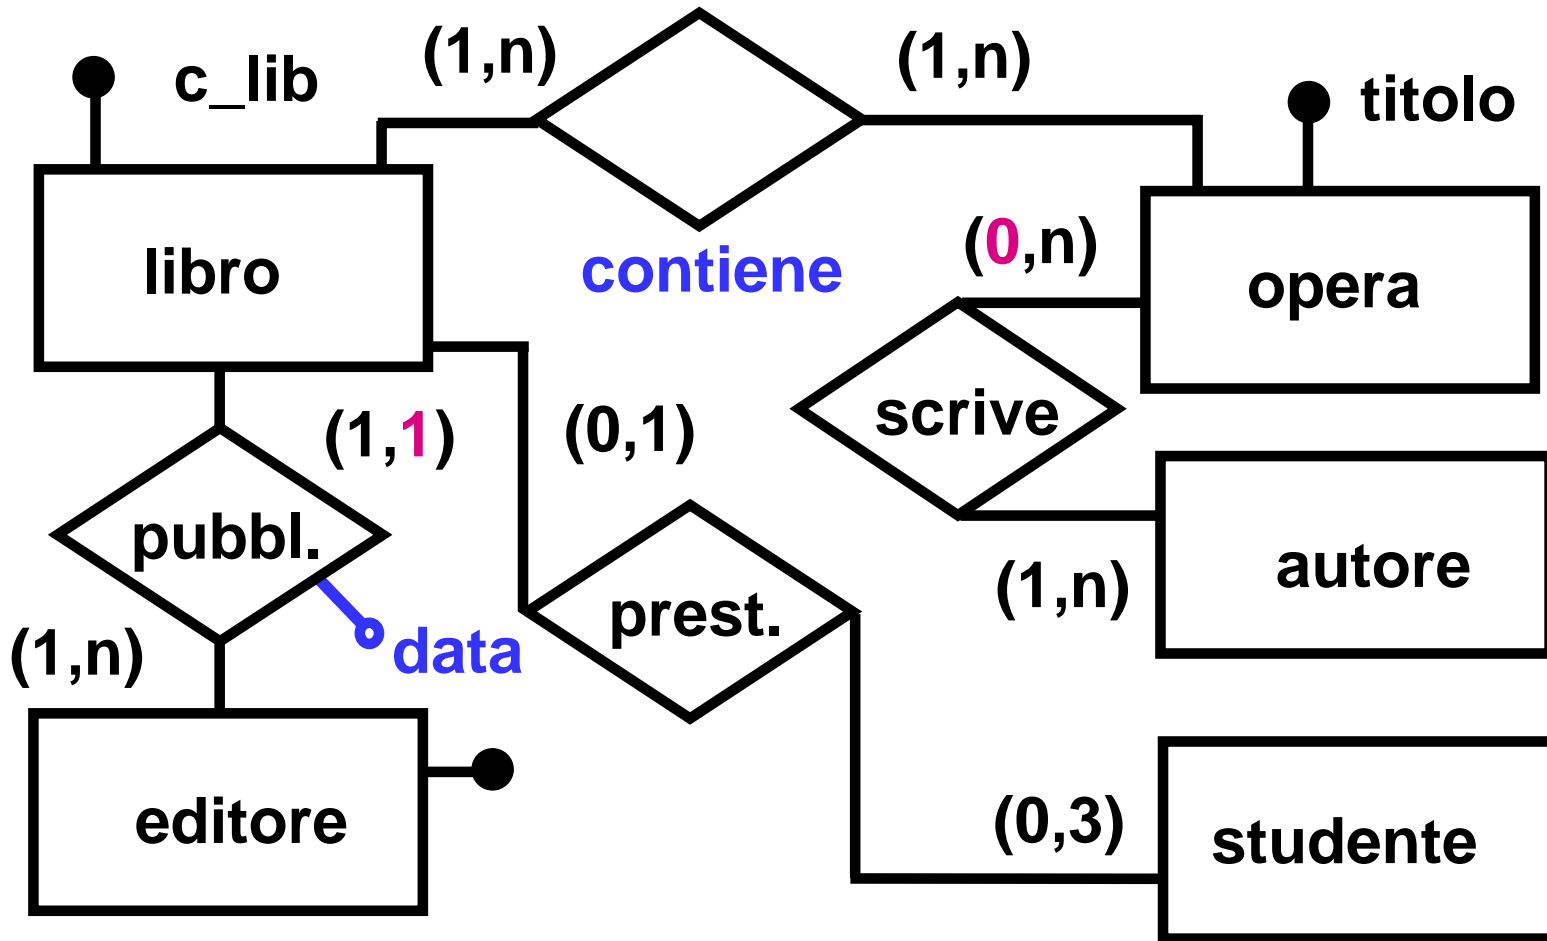 (1,n)
(1,n)
c_lib
titolo
libro
contiene
(0,n)
opera
(1,1)
(0,1)
scrive
pubbl.
prest.
(1,n)
autore
(1,n)
data
editore
(0,3)
studente